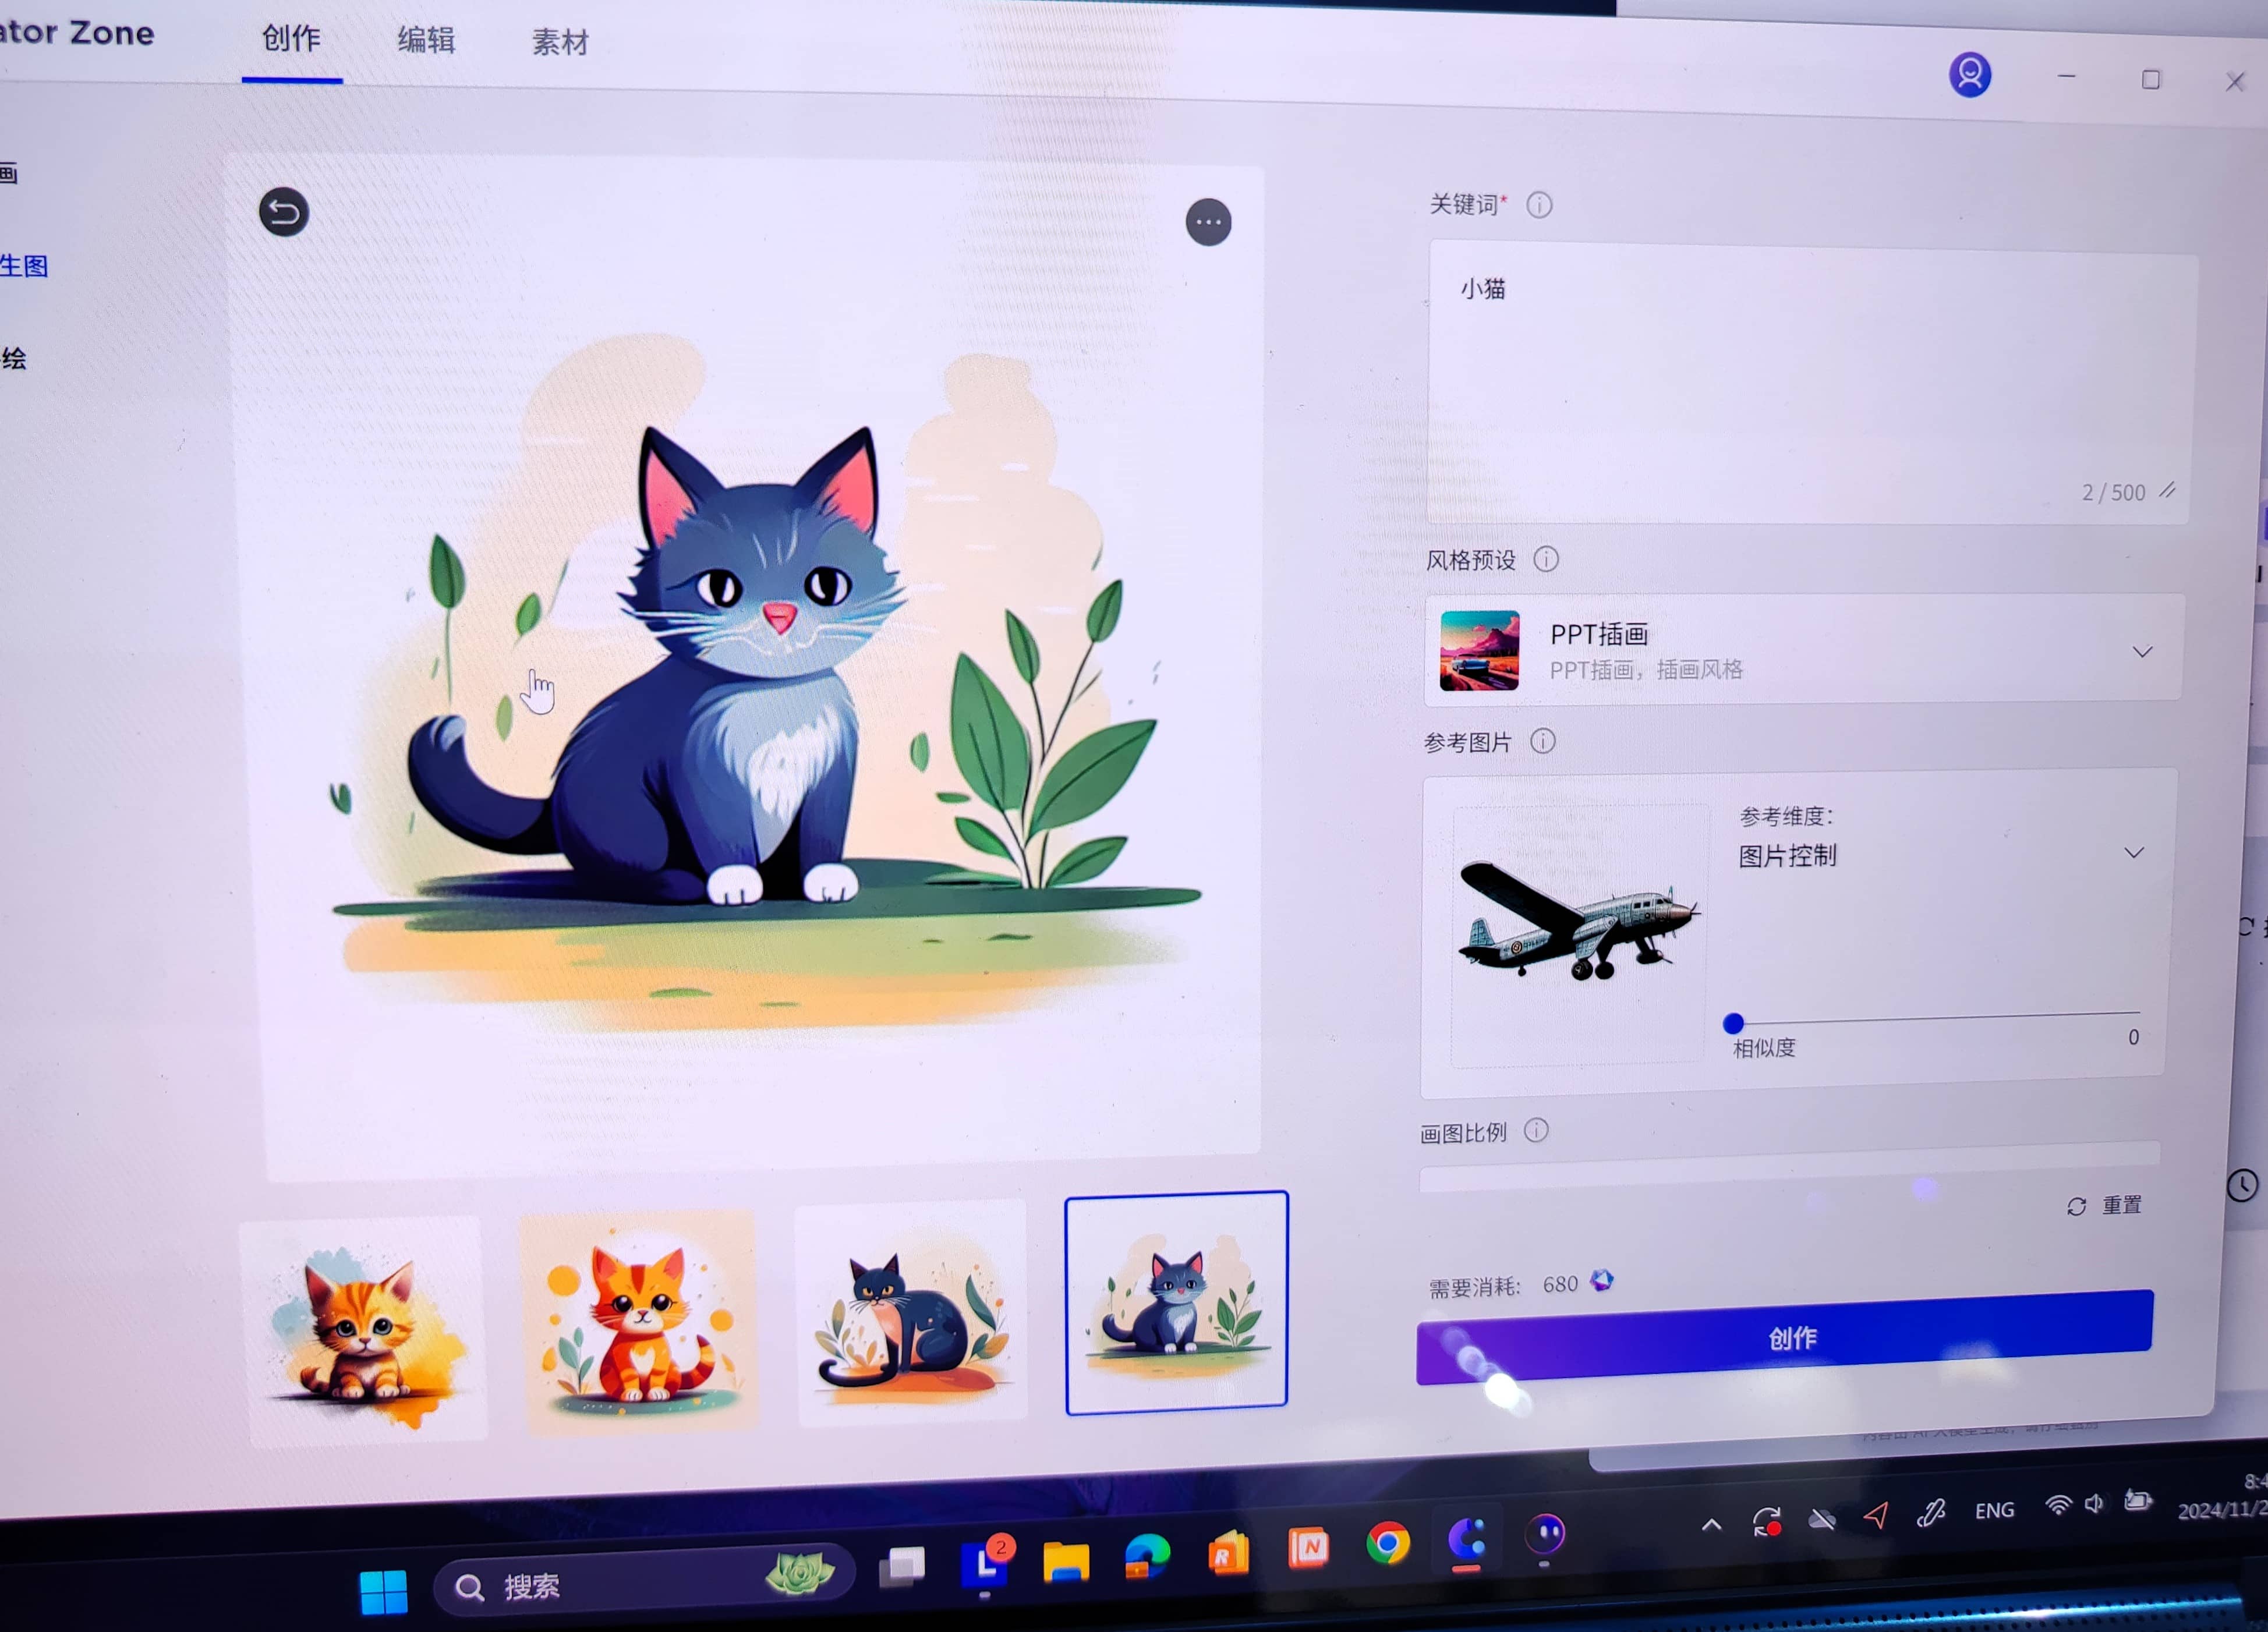 ator Zone
创作
编辑
素材
画
生图
绘
关键词*
小猫
2 / 500
风格预设
PPT插画
PPT插画，插画风格
参考图片
参考维度：
图片控制
相似度
0
画图比例
重置
需要消耗： 680
创作
搜索
L
2
R
N
ENG
8:4
2024/11/2